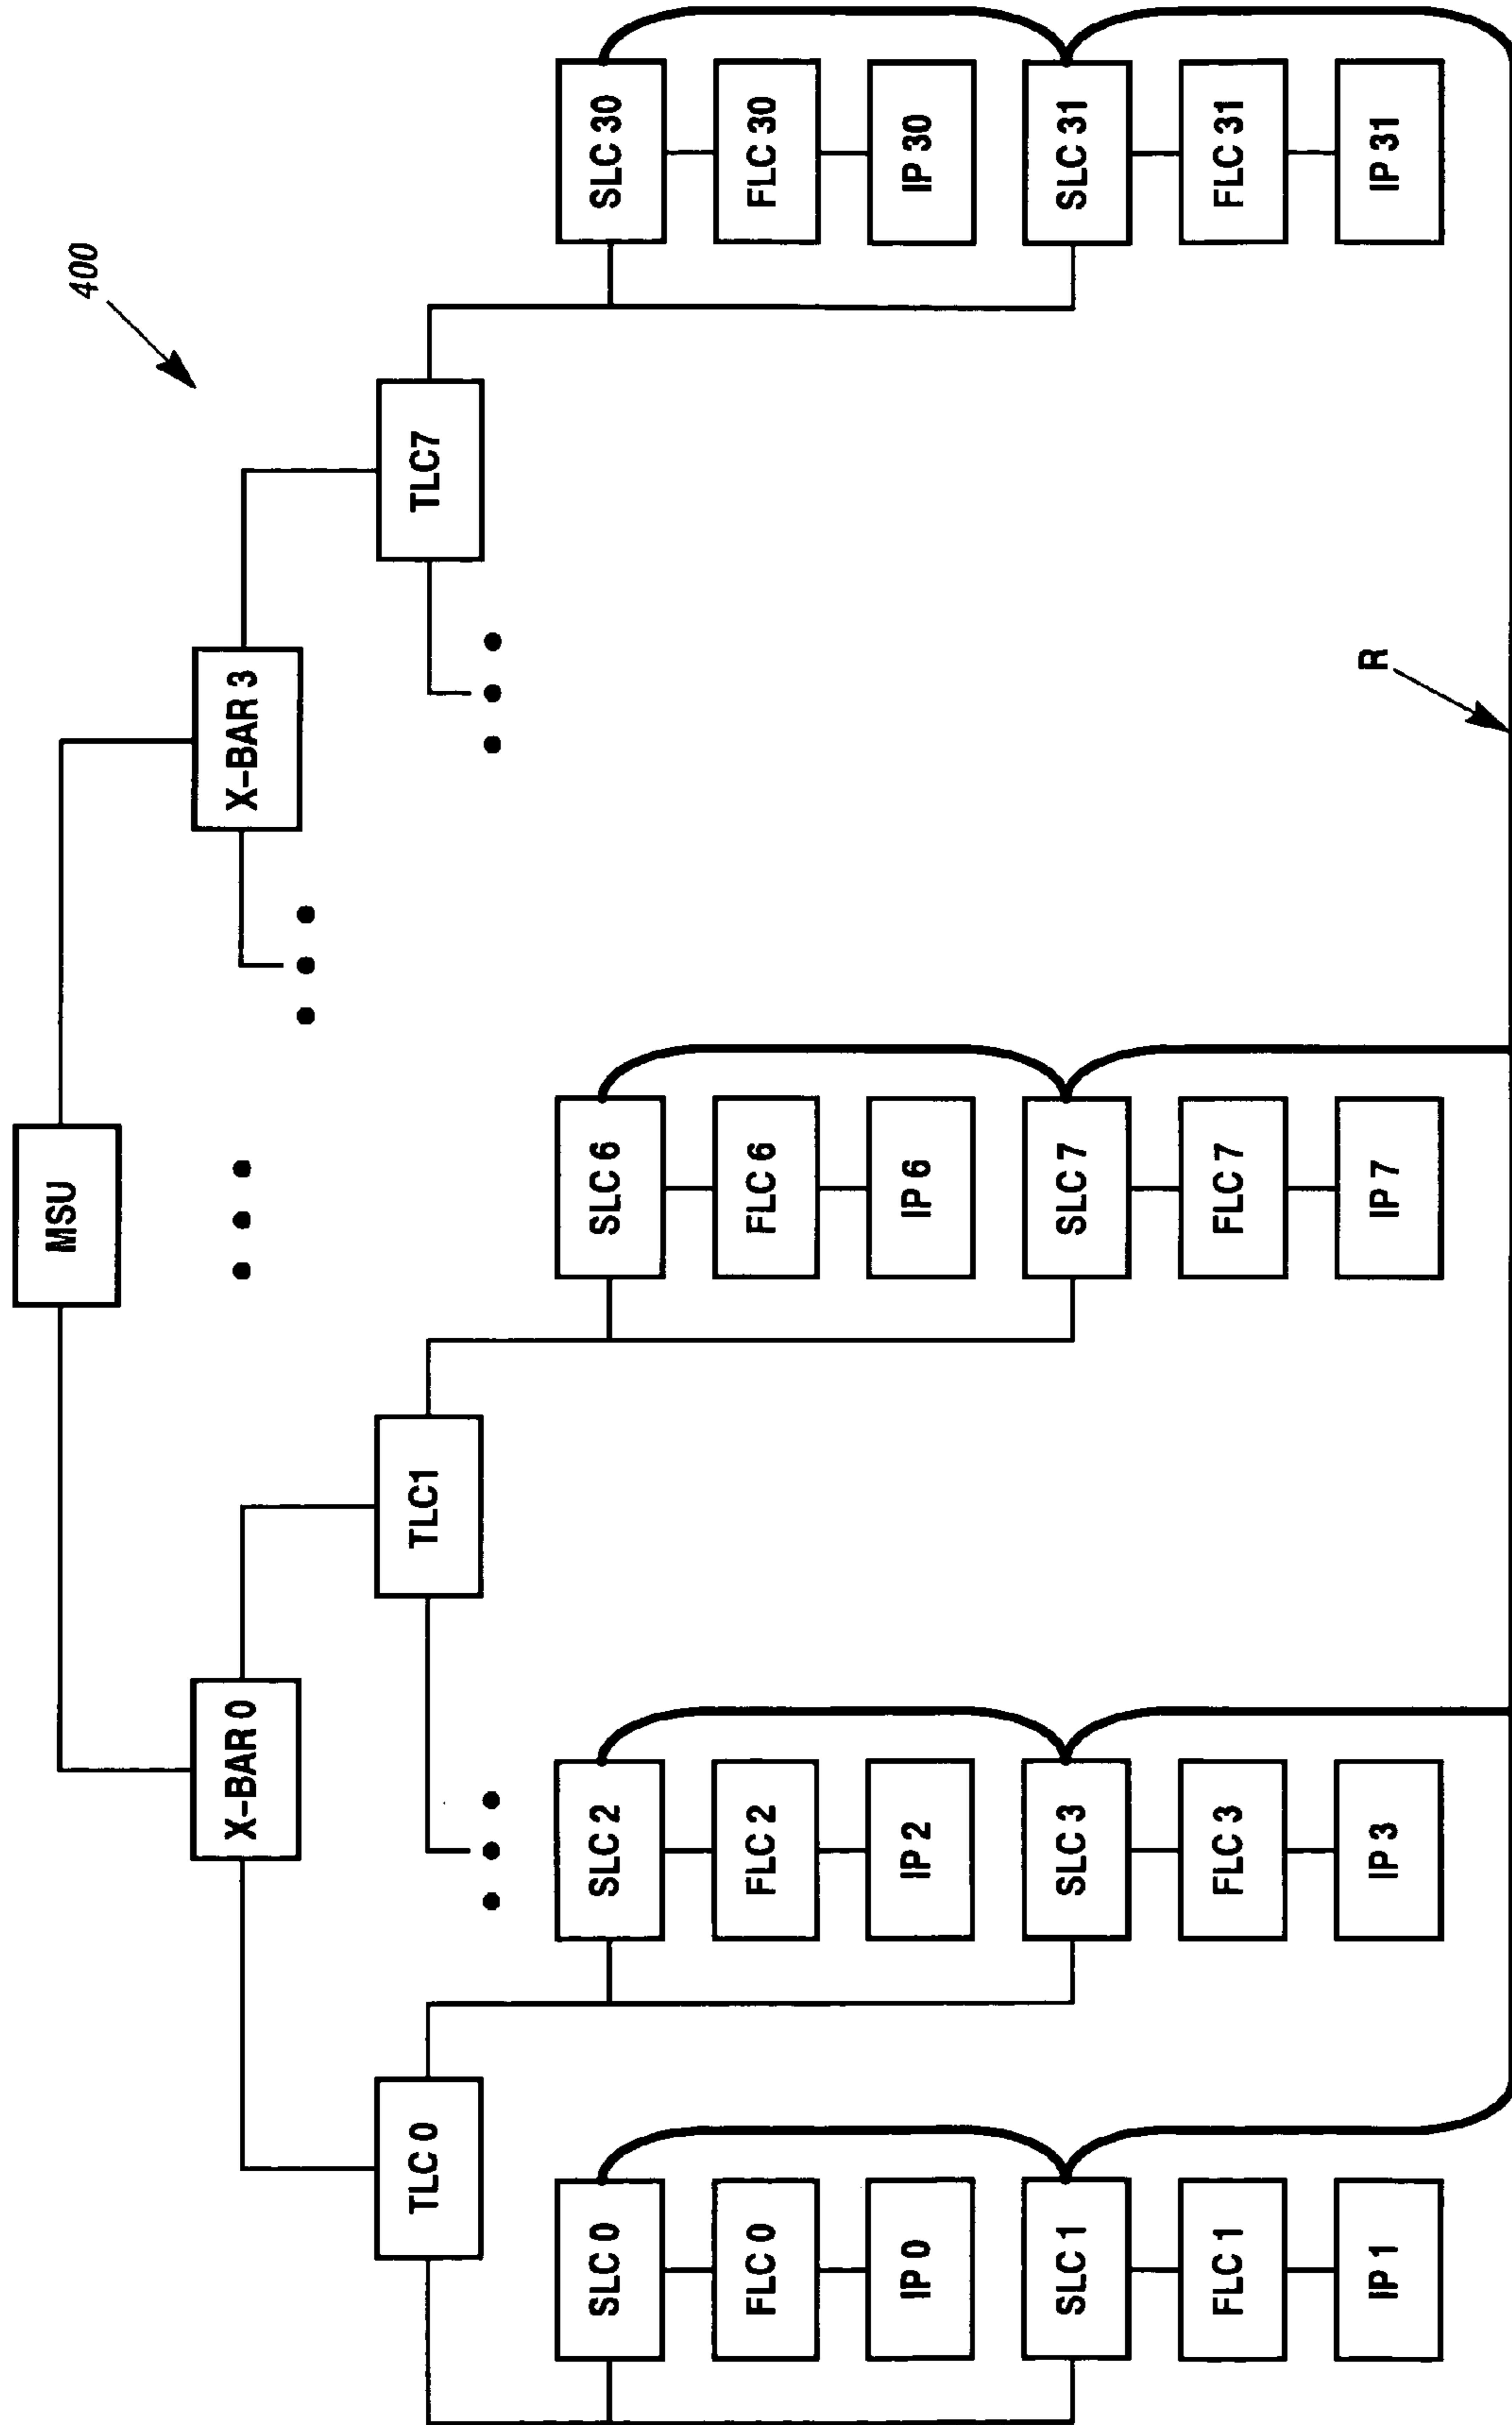 400
MSU
X-BAR 0
X-BAR 3
TLC 0
TLC1
TLC7
SLC 0
SLC 2
SLC 6
SLC 30
FLC 0
FLC 2
FLC 6
FLC 30
IP 0
IP 2
IP 6
IP 30
SLC 1
SLC 3
SLC 7
SLC 31
FLC 1
FLC 3
FLC 7
FLC 31
IP 1
IP 3
IP 7
IP 31
R